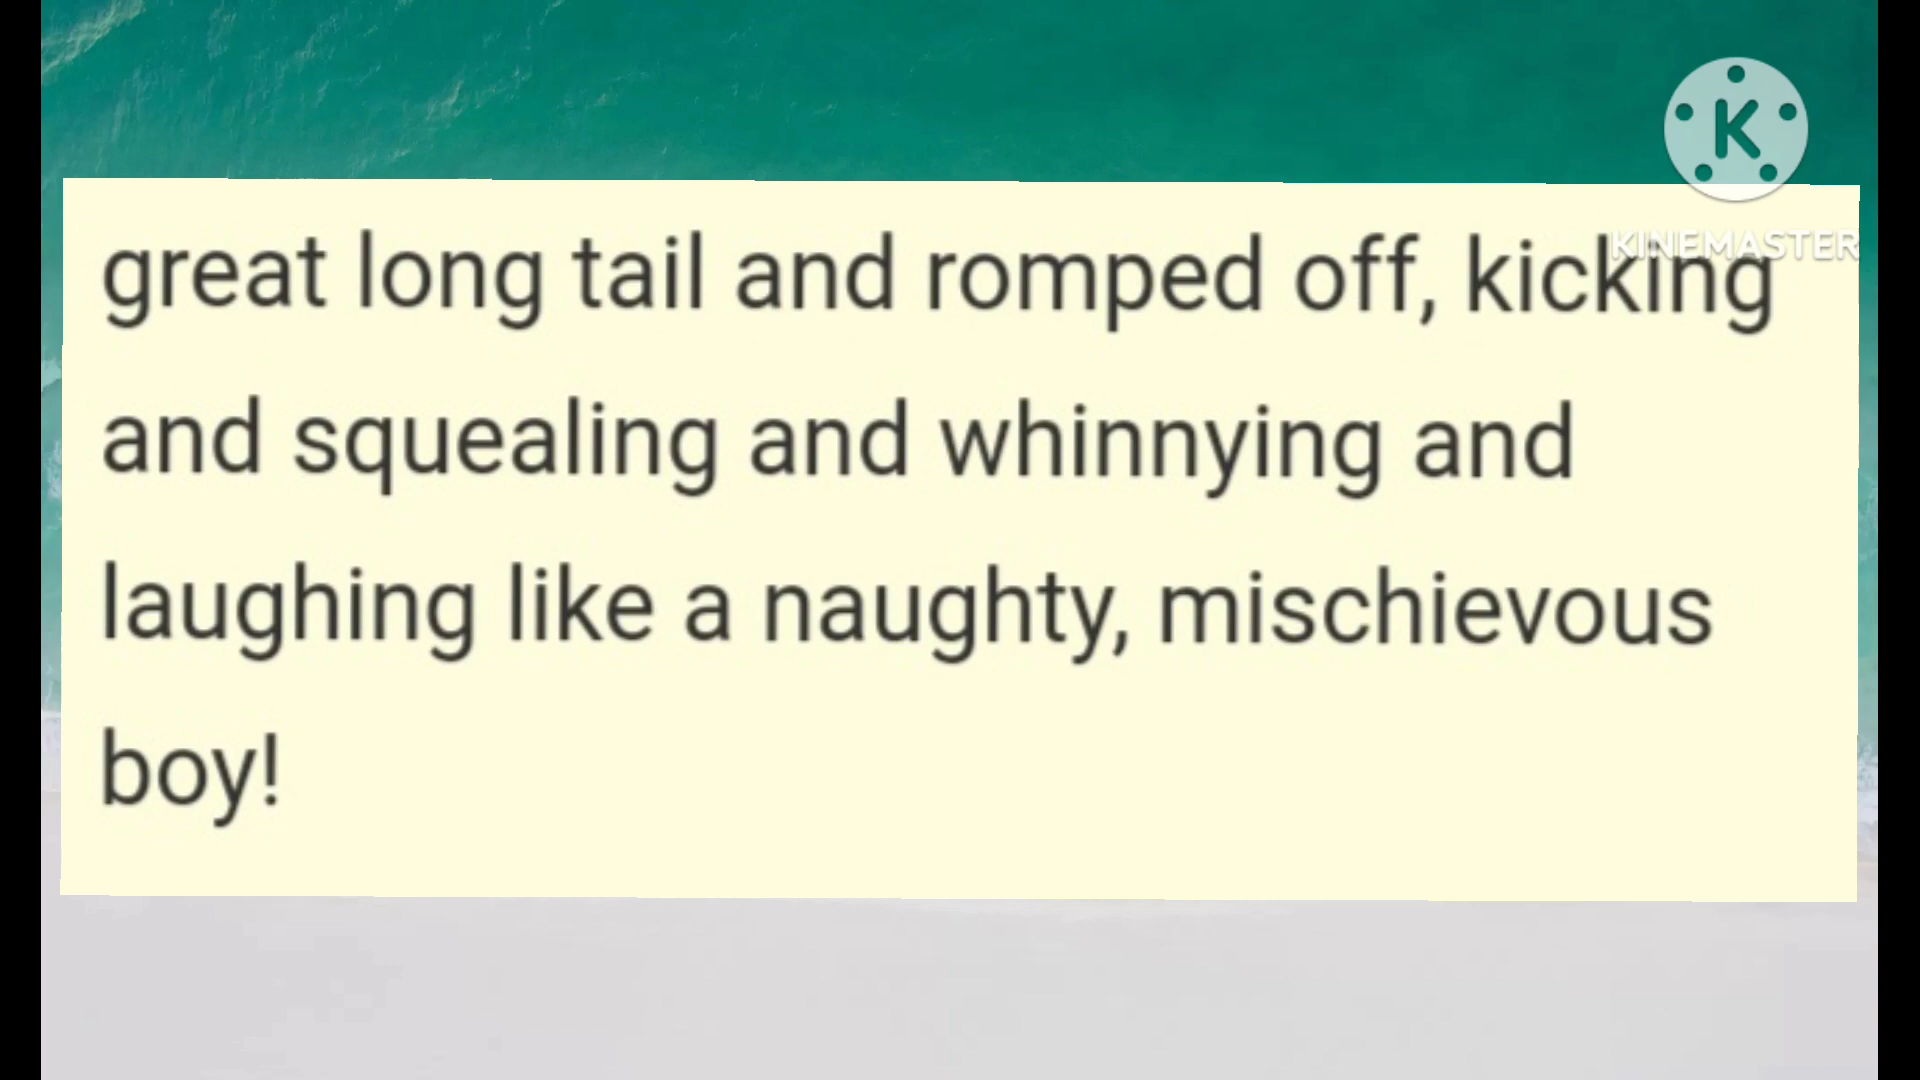 K
KINEMASTER
great long tail and romped off, kicking
and squealing and whinnying and
laughing like a naughty, mischievous
boy!